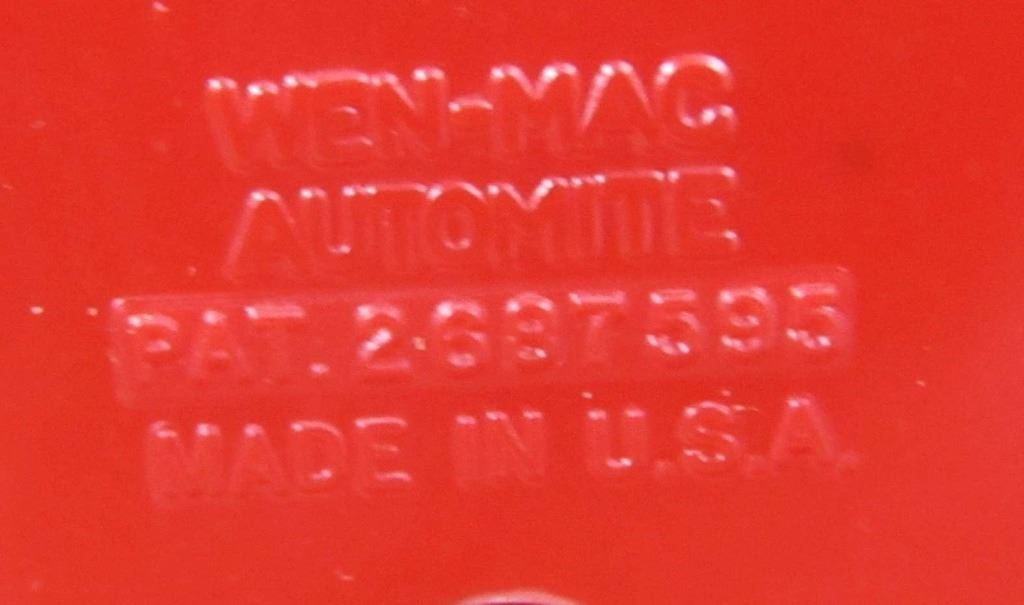 WEN-MAC
AUTOMITE
PAT. 2697595
MADE IN U.S.A.